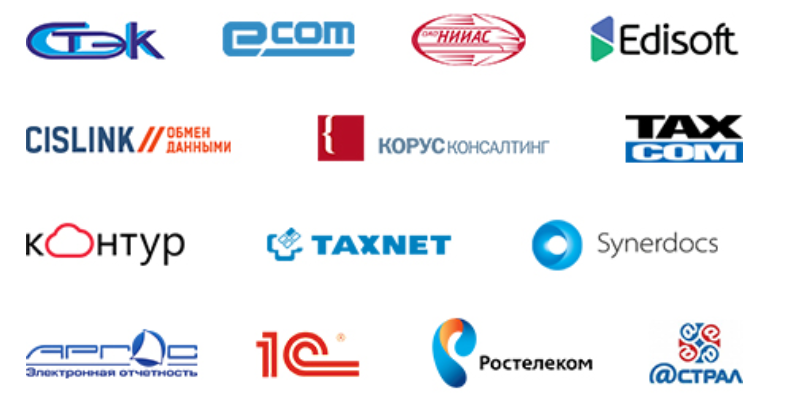 СТЭК
ecom
ОАО НИИАС
Edisoft
CISLINK // ОБМЕН
ДАННЫМИ
КОРУС КОНСАЛТИНГ
TAX
COM
контур
TAXNET
Synerdocs
АРГОС
Электронная отчетность
1С®
Ростелеком
@СТРАЛ